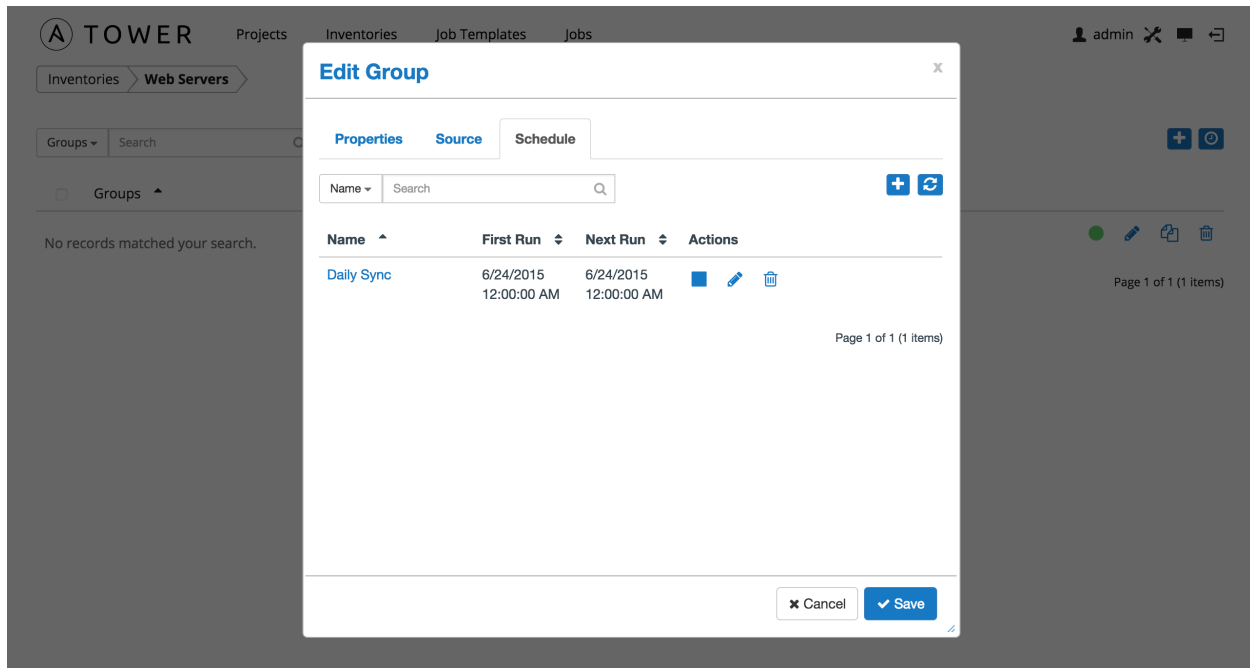 TOWER Projects Inventories Job Templates Jobs admin
Inventories Web Servers
Edit Group x
Groups Search
Properties Source Schedule
Name Search
Groups
Name First Run Next Run Actions
No records matched your search.
Daily Sync 6/24/2015 6/24/2015
12:00:00 AM 12:00:00 AM
Page 1 of 1 (1 items)
Page 1 of 1 (1 items)
Cancel Save